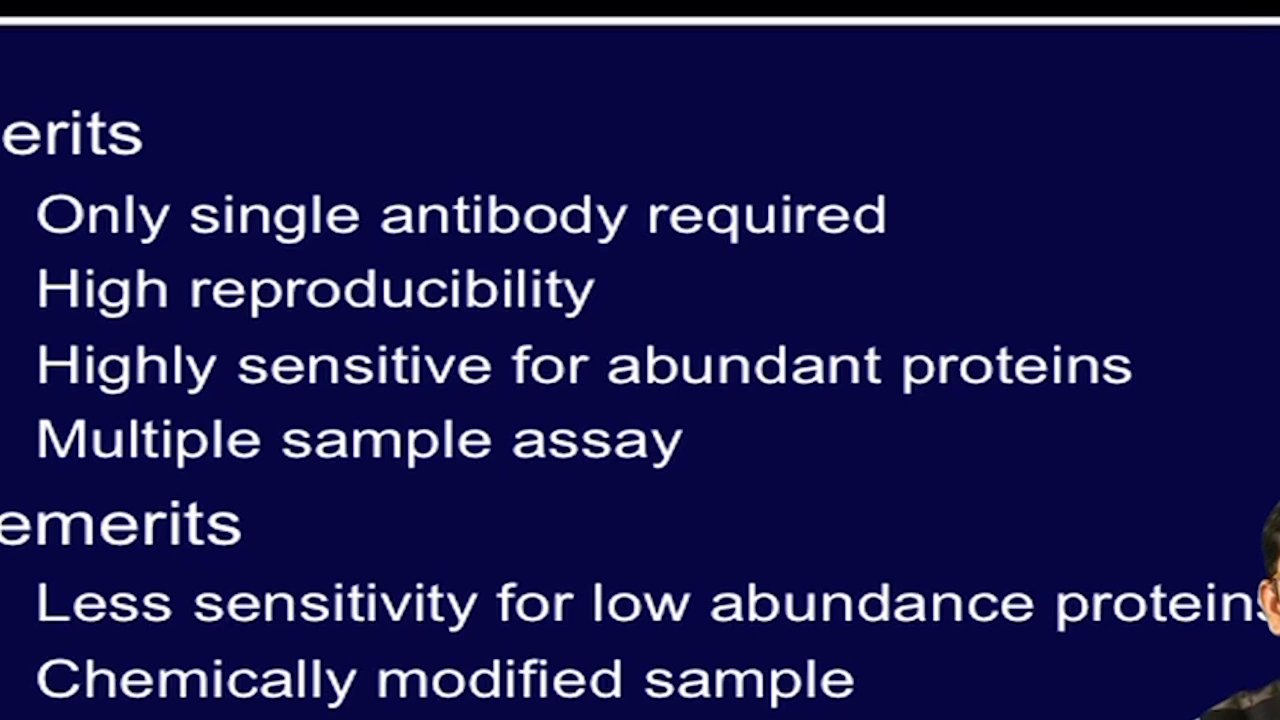 erits
Only single antibody required
High reproducibility
Highly sensitive for abundant proteins
Multiple sample assay
emerits
Less sensitivity for low abundance proteins
Chemically modified sample